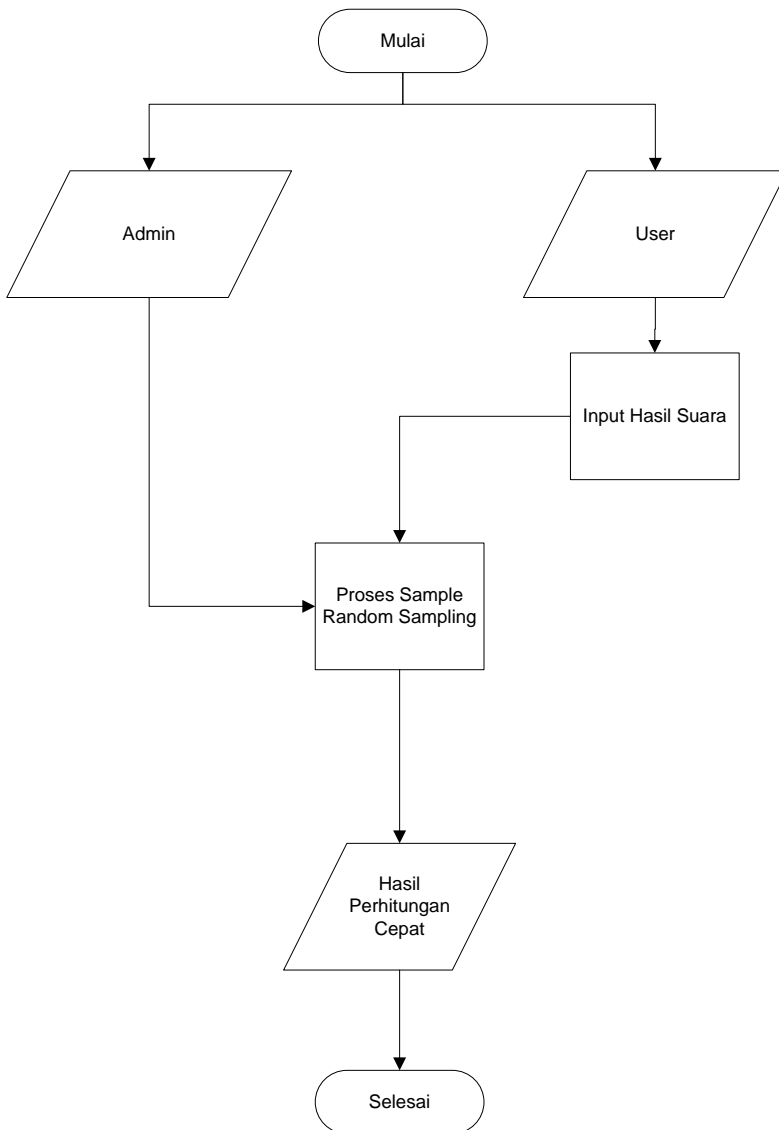 Mulai
Admin
User
Input Hasil Suara
Proses Sample
Random Sampling
Hasil
Perhitungan
Cepat
Selesai